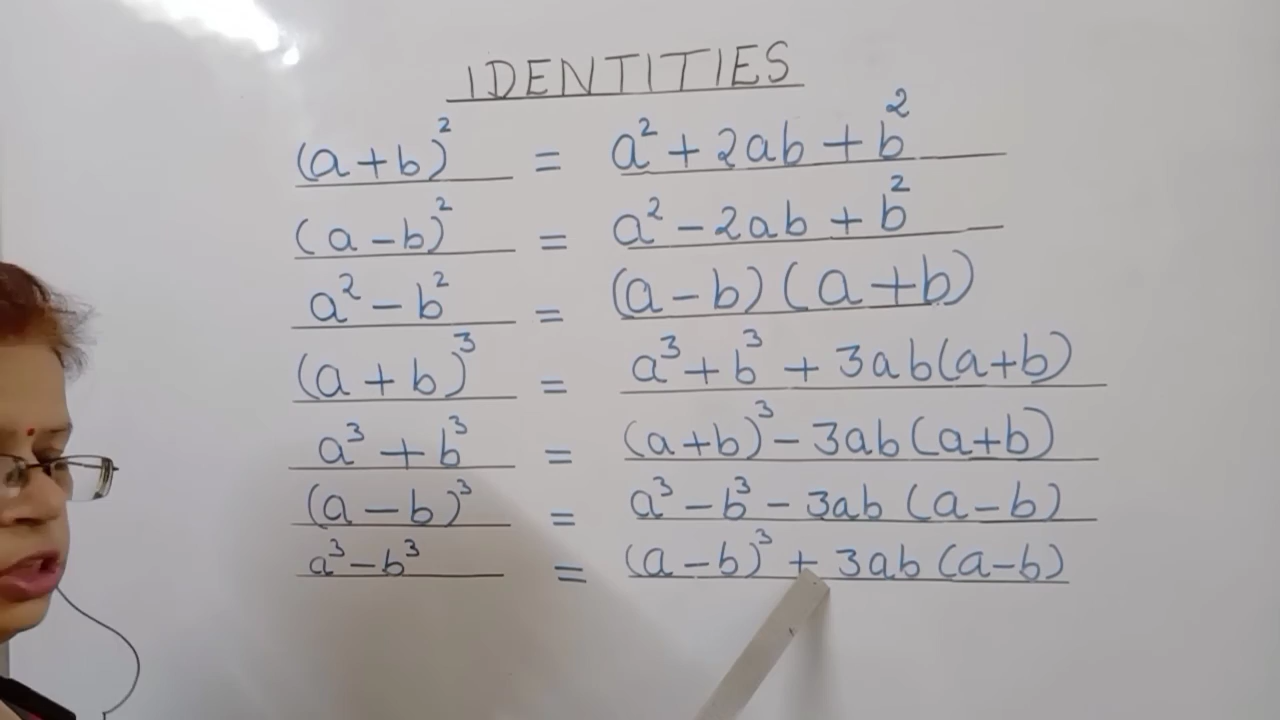 IDENTITIES
(a+b)² = a² + 2ab + b²
(a-b)² = a² - 2ab + b²
a² - b² = (a-b)(a+b)
(a+b)³ = a³ + b³ + 3ab(a+b)
a³ + b³ = (a+b)³ - 3ab(a+b)
(a-b)³ = a³ - b³ - 3ab(a-b)
a³ - b³ = (a-b)³ + 3ab(a-b)